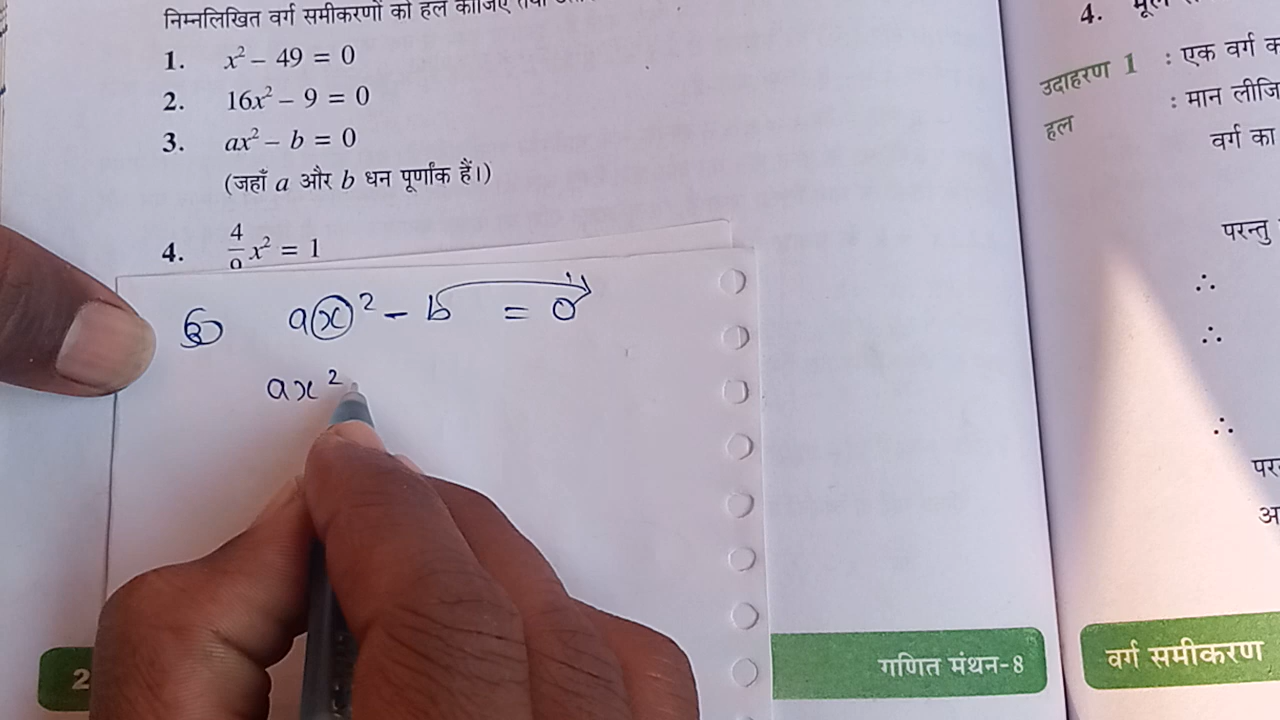 निम्नलिखित वर्ग समीकरणों को हल कीजिए तथा
1. x² – 49 = 0
2. 16x² – 9 = 0
3. ax² – b = 0
(जहाँ a और b धन पूर्णांक हैं।)
4. 4/9 x² = 1
③ ax² – b = 0
ax²
2
गणित मंथन-8
4.
उदाहरण 1 : एक वर्ग
हल : मान लीजि
वर्ग का
परन्तु
∴
∴
∴
वर्ग समीकरण